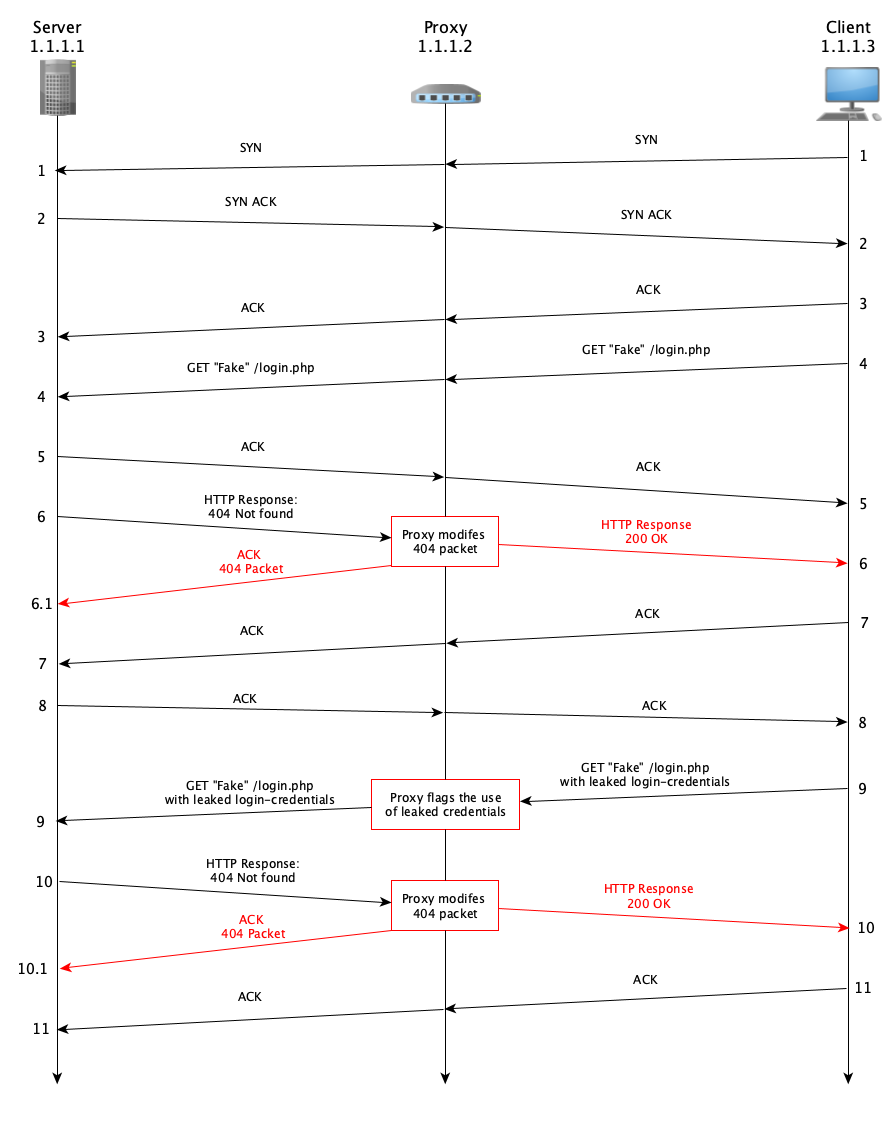 Server
1.1.1.1
Proxy
1.1.1.2
Client
1.1.1.3
SYN
SYN
1
1
SYN ACK
SYN ACK
2
2
ACK
ACK
3
3
GET "Fake" /login.php
GET "Fake" /login.php
4
4
ACK
ACK
5
5
HTTP Response:
404 Not found
6
Proxy modifes
404 packet
HTTP Response
200 OK
6
ACK
404 Packet
6.1
ACK
7
ACK
7
8
ACK
ACK
8
GET "Fake" /login.php
with leaked login-credentials
9
Proxy flags the use
of leaked credentials
GET "Fake" /login.php
with leaked login-credentials
9
HTTP Response:
404 Not found
10
Proxy modifes
404 packet
HTTP Response
200 OK
10
ACK
404 Packet
10.1
ACK
11
ACK
11